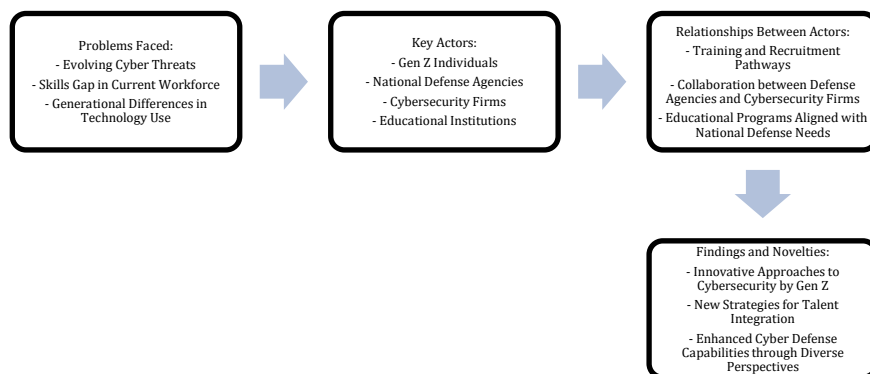 Problems Faced:
- Evolving Cyber Threats
- Skills Gap in Current Workforce
- Generational Differences in
Technology Use
Key Actors:
- Gen Z Individuals
- National Defense Agencies
- Cybersecurity Firms
- Educational Institutions
Relationships Between Actors:
- Training and Recruitment
Pathways
- Collaboration between Defense
Agencies and Cybersecurity Firms
- Educational Programs Aligned with
National Defense Needs
Findings and Novelties:
- Innovative Approaches to
Cybersecurity by Gen Z
- New Strategies for Talent
Integration
- Enhanced Cyber Defense
Capabilities through Diverse
Perspectives